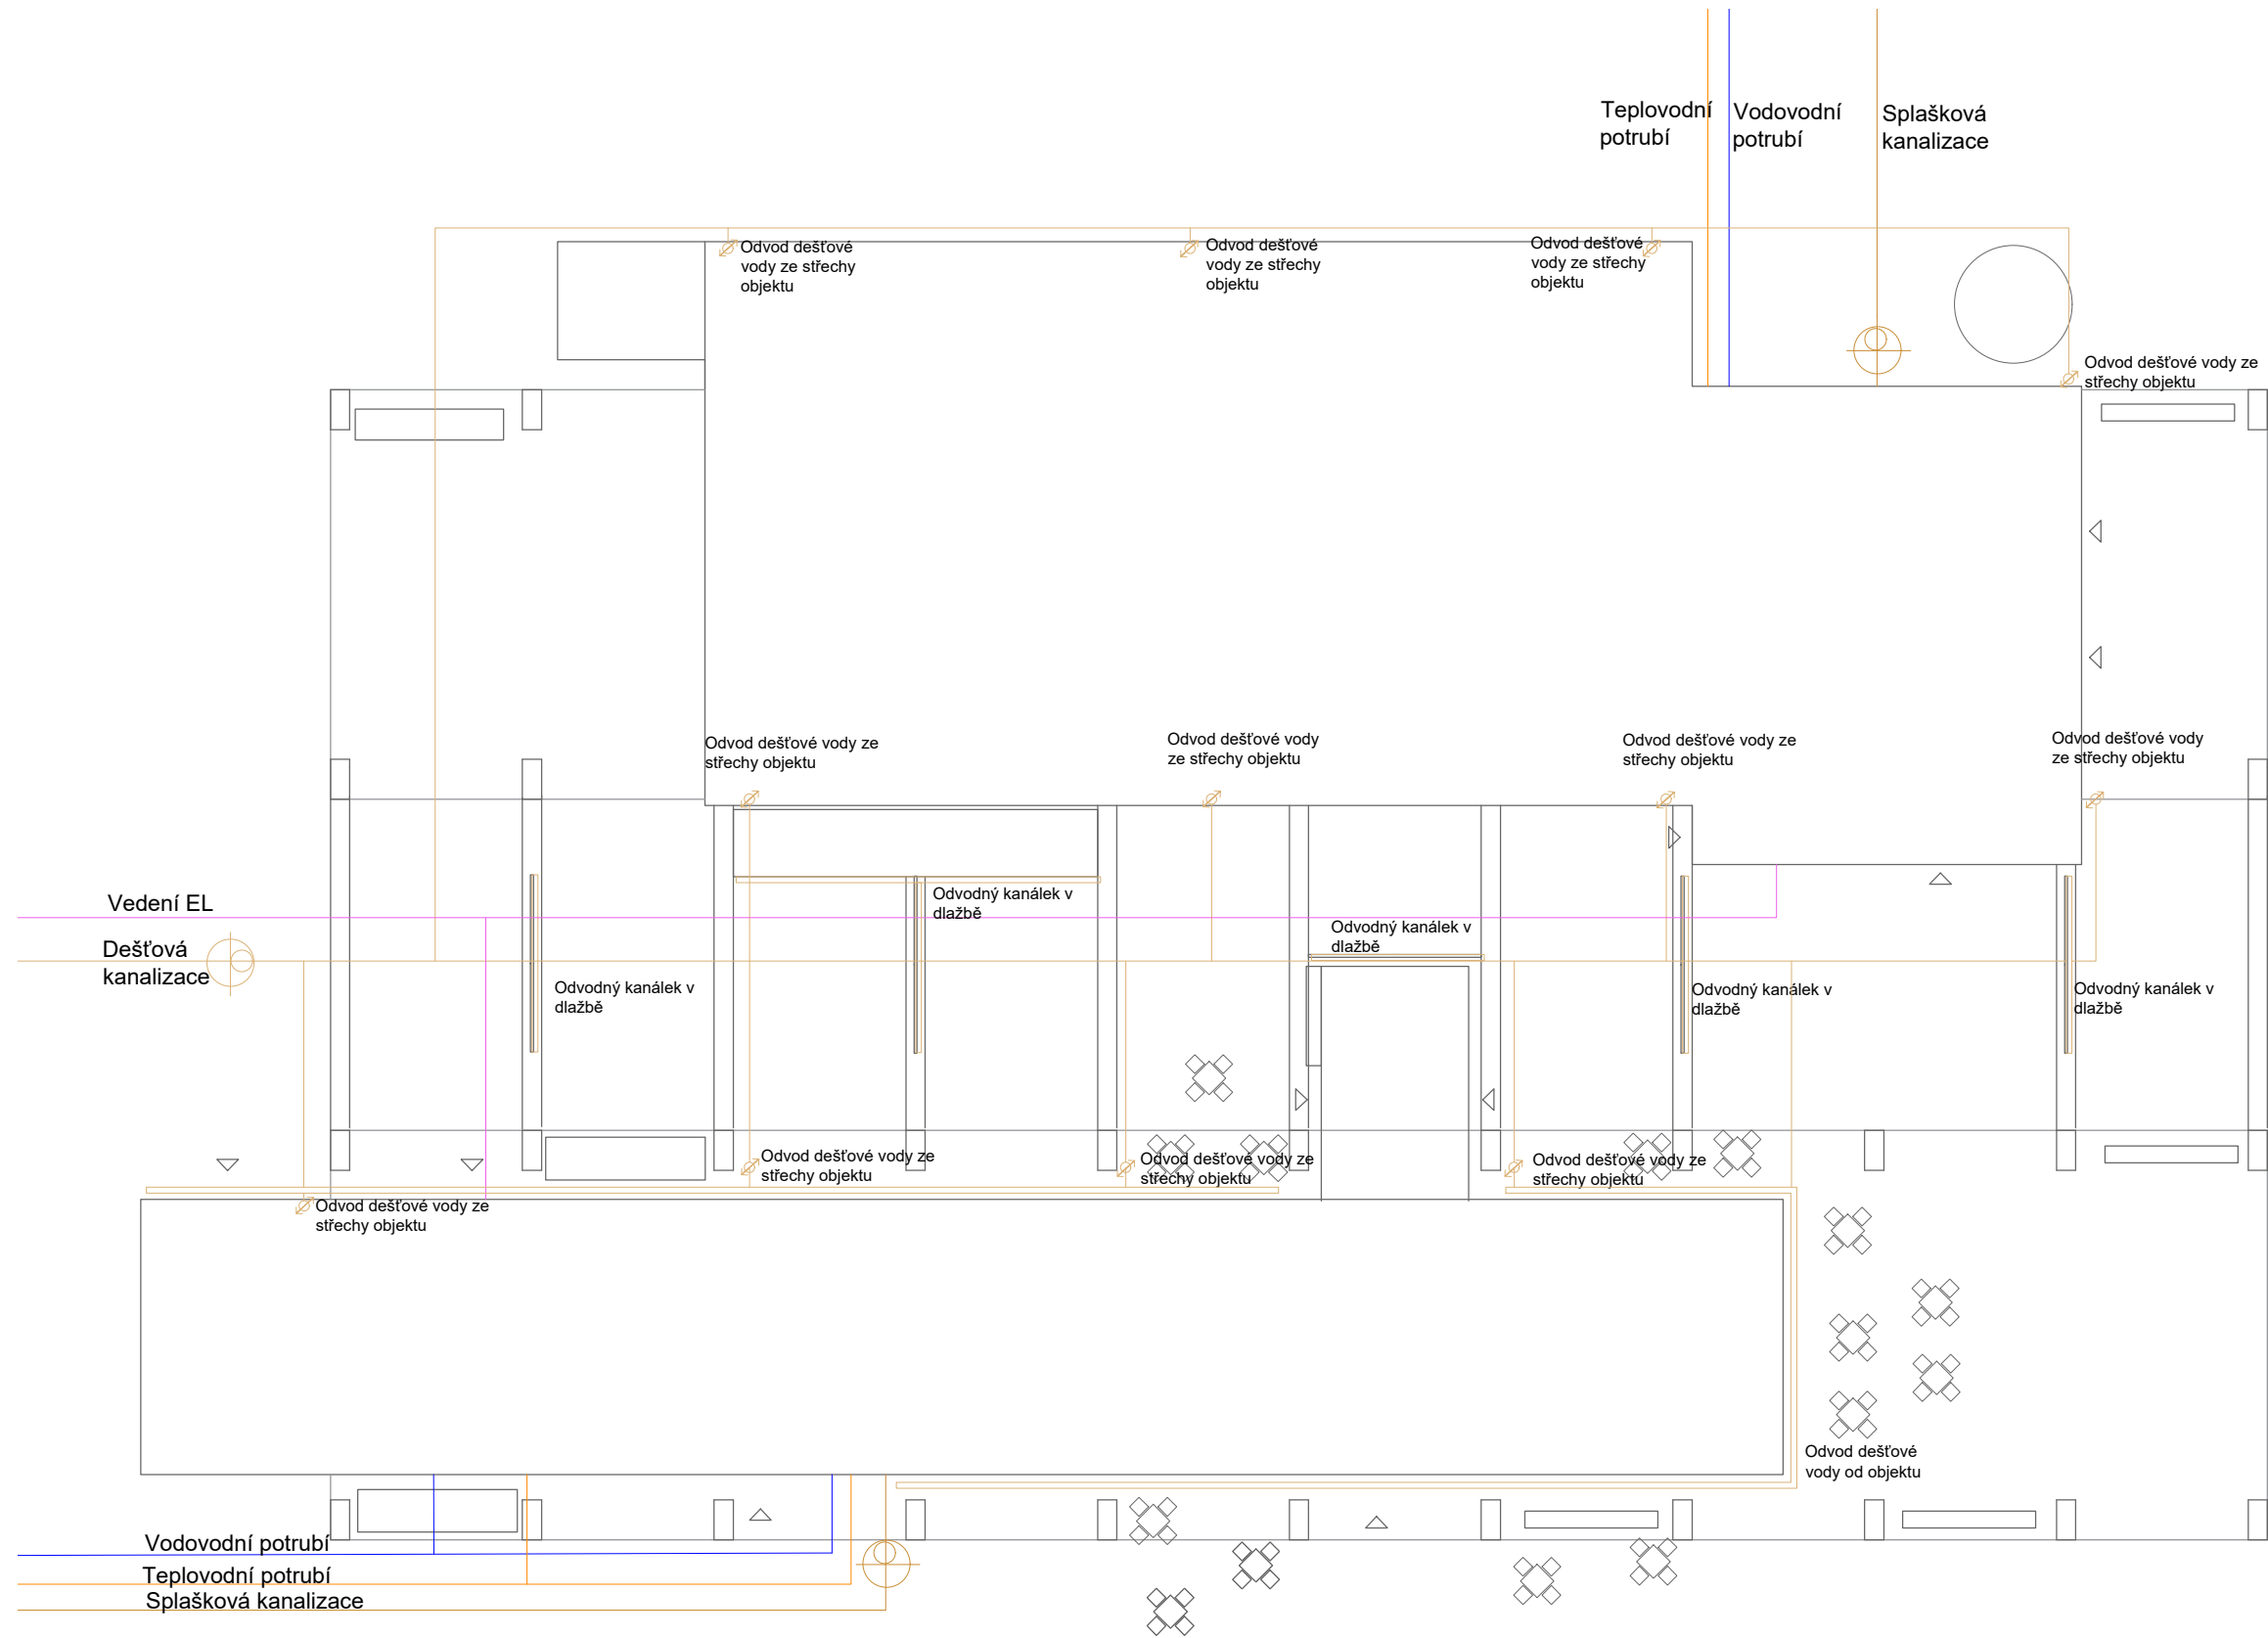 Teplovodní
potrubí
Vodovodní
potrubí
Splašková
kanalizace
Odvod dešťové
vody ze střechy
objektu
Odvod dešťové
vody ze střechy
objektu
Odvod dešťové
vody ze střechy
objektu
Odvod dešťové vody ze
střechy objektu
Odvod dešťové vody ze
střechy objektu
Odvod dešťové vody
ze střechy objektu
Odvod dešťové vody ze
střechy objektu
Odvod dešťové vody
ze střechy objektu
Vedení EL
Odvodný kanálek v
dlažbě
Odvodný kanálek v
dlažbě
Dešťová
kanalizace
Odvodný kanálek v
dlažbě
Odvodný kanálek v
dlažbě
Odvodný kanálek v
dlažbě
Odvod dešťové vody ze
střechy objektu
Odvod dešťové vody ze
střechy objektu
Odvod dešťové vody ze
střechy objektu
Odvod dešťové vody ze
střechy objektu
Odvod dešťové
vody od objektu
Vodovodní potrubí
Teplovodní potrubí
Splašková kanalizace